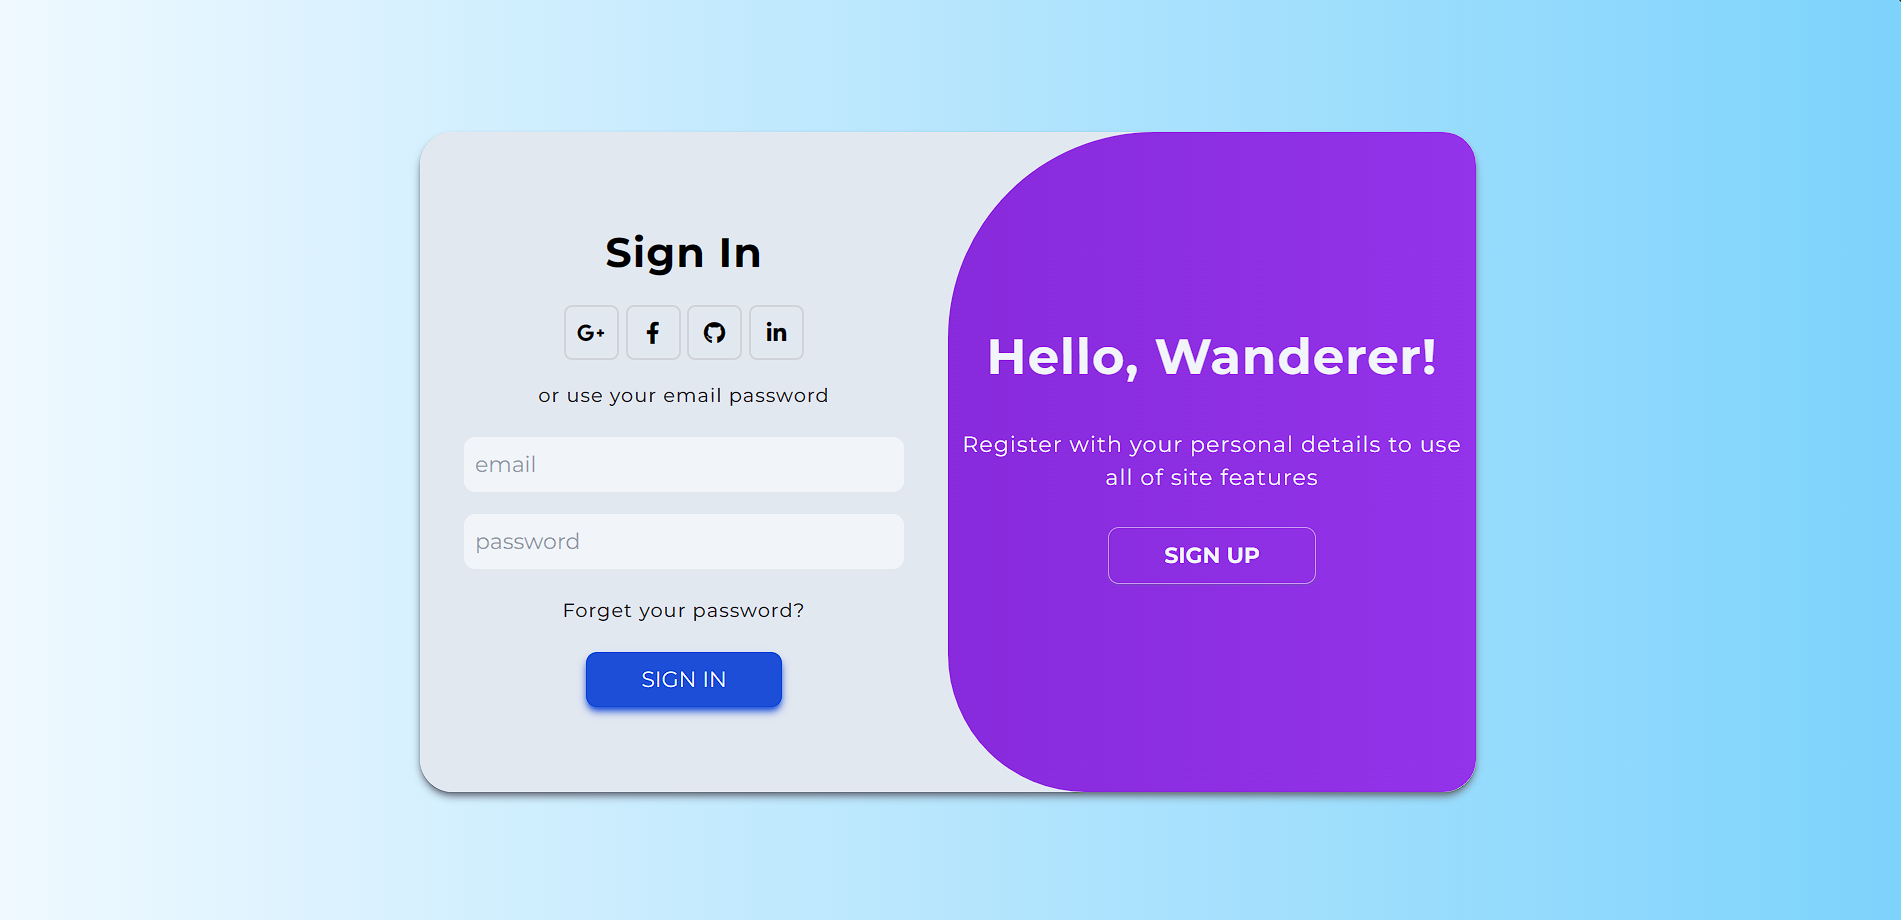 Sign In
G+ f in
or use your email password
email
password
Forget your password?
SIGN IN
Hello, Wanderer!
Register with your personal details to use
all of site features
SIGN UP